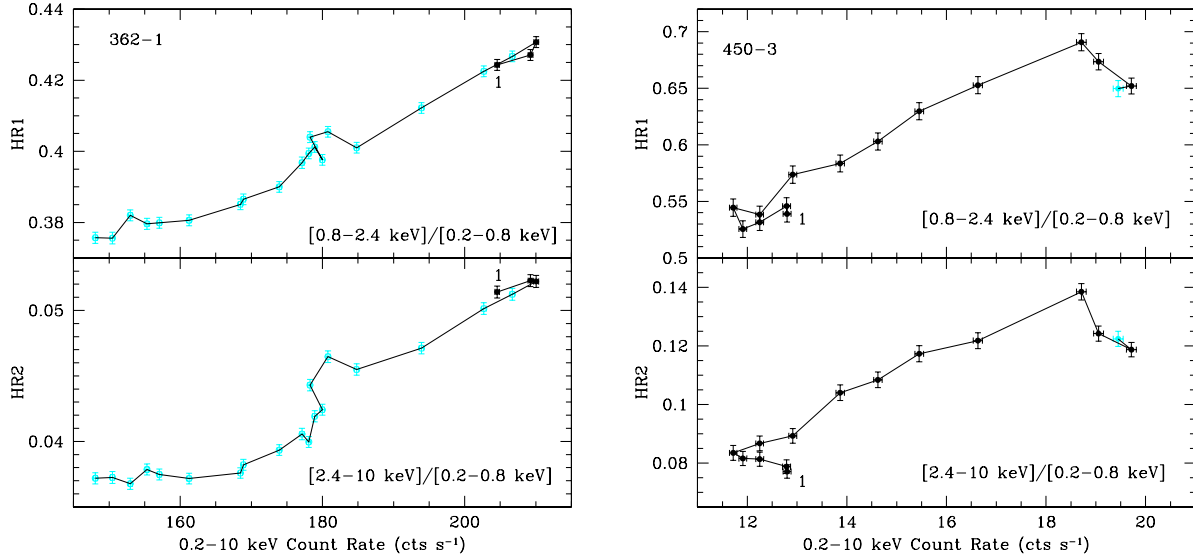 0.44
362−1
0.42
HR1
0.4
1
0.38
[0.8−2.4 keV]/[0.2−0.8 keV]
0.05
HR2
0.04
1
[2.4−10 keV]/[0.2−0.8 keV]
160 180 200
0.2−10 keV Count Rate (cts s⁻¹)
0.7
450−3
0.65
HR1
0.6
0.55
1
[0.8−2.4 keV]/[0.2−0.8 keV]
0.5
0.14
0.12
HR2
0.1
0.08
1
[2.4−10 keV]/[0.2−0.8 keV]
12 14 16 18 20
0.2−10 keV Count Rate (cts s⁻¹)